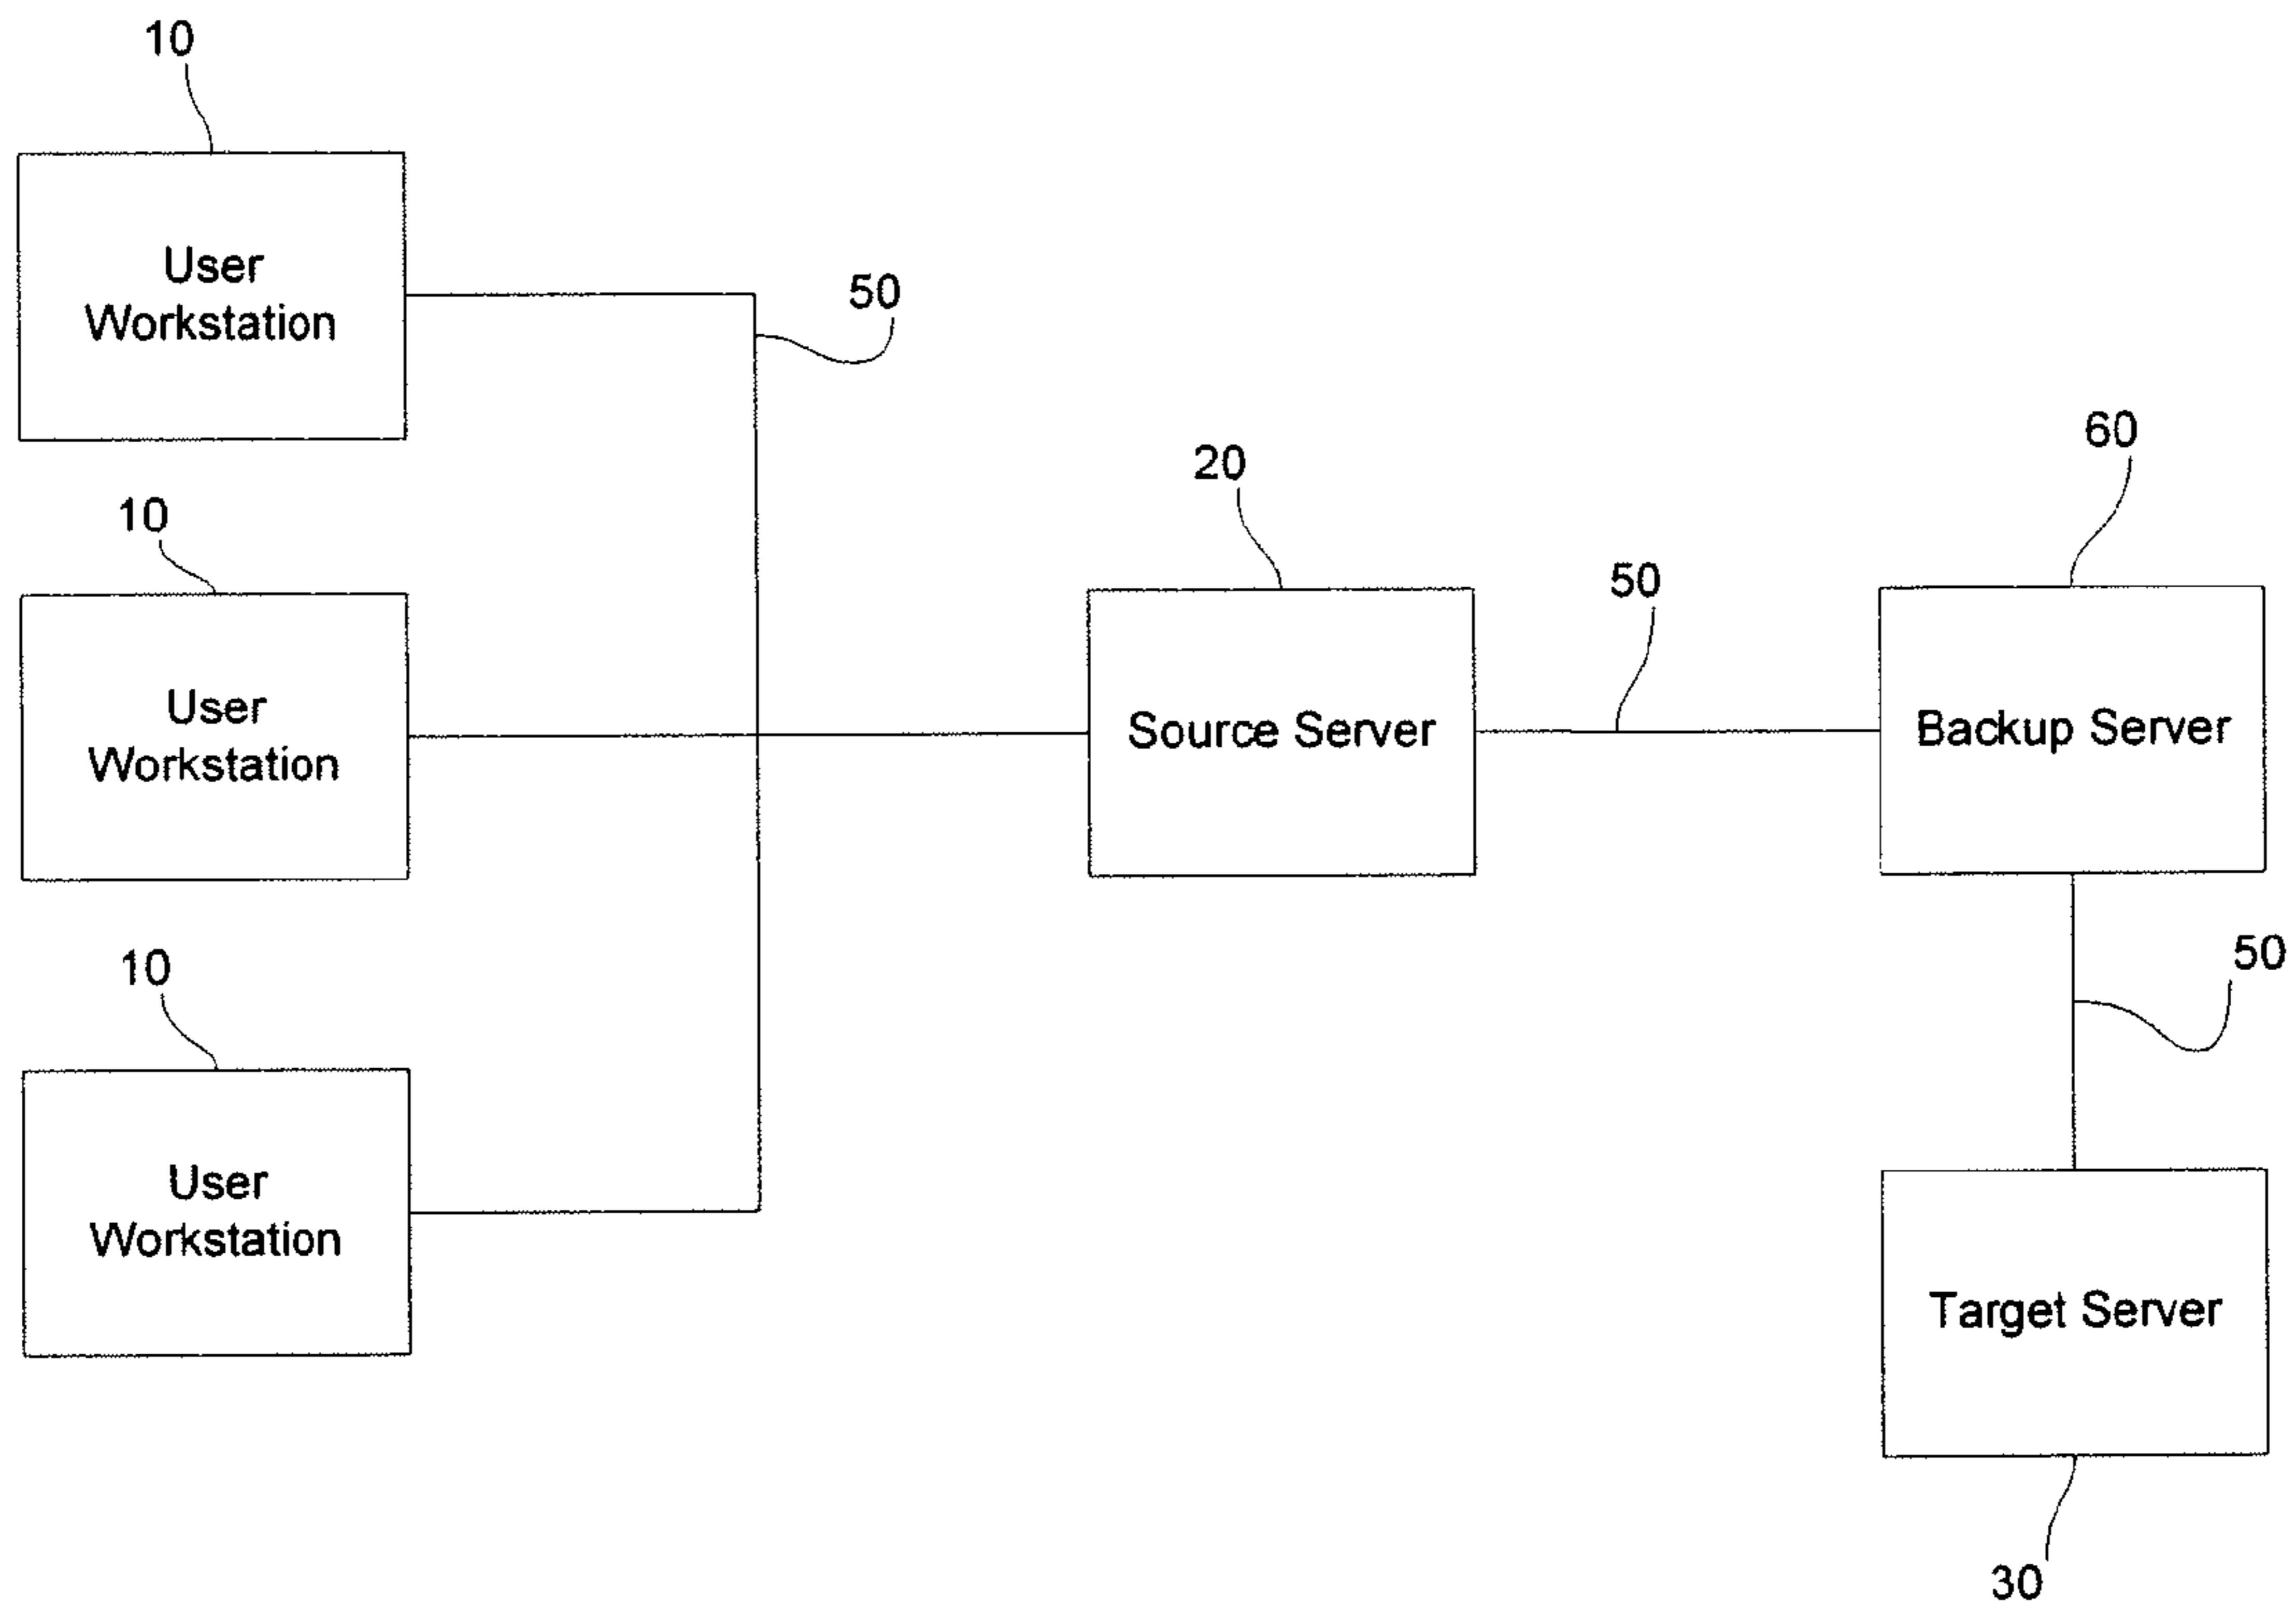 10
User
Workstation
50
10
User
Workstation
20
Source Server
50
60
Backup Server
10
User
Workstation
50
Target Server
30